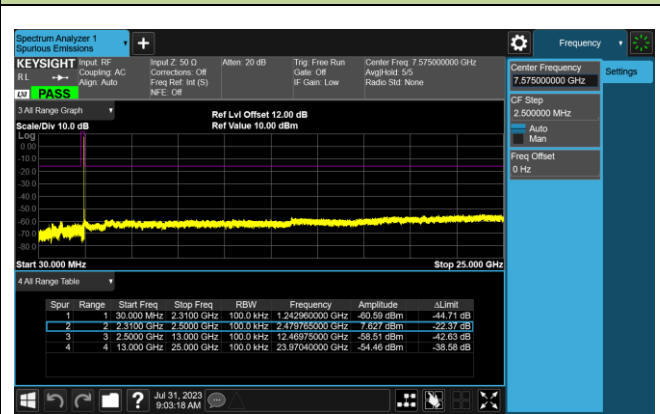 Spectrum Analyzer 1
Spurious Emissions
Frequency
KEYSIGHT
Input: RF
Coupling: AC
Align: Auto
Input Z: 50 Ω
Corrections: Off
Freq Ref: Int (S)
NFE: Off
Atten: 20 dB
Trig: Free Run
Gate: Off
IF Gain: Low
Center Freq: 7.575000000 GHz
Avg|Hold: 5/5
Radio Std: None
RL
LXI
PASS
3 All Range Graph
Scale/Div 10.0 dB
Ref Lvl Offset 12.00 dB
Ref Value 10.00 dBm
Log
0.00
-10.0
-20.0
-30.0
-40.0
-50.0
-60.0
-70.0
-80.0
Start 30.000 MHz
Stop 25.000 GHz
4 All Range Table
Spur Range Start Freq Stop Freq RBW Frequency Amplitude ΔLimit
1 1 30.000 MHz 2.3100 GHz 100.0 kHz 1.242960000 GHz -60.59 dBm -44.71 dB
2 2 2.3100 GHz 2.5000 GHz 100.0 kHz 2.479765000 GHz 7.627 dBm -22.37 dB
3 3 2.5000 GHz 13.000 GHz 100.0 kHz 12.46975000 GHz -58.51 dBm -42.63 dB
4 4 13.000 GHz 25.000 GHz 100.0 kHz 23.97040000 GHz -54.46 dBm -38.58 dB
Center Frequency
7.575000000 GHz
Settings
CF Step
2.500000 MHz
Auto
Man
Freq Offset
0 Hz
?
Jul 31, 2023
9:03:18 AM